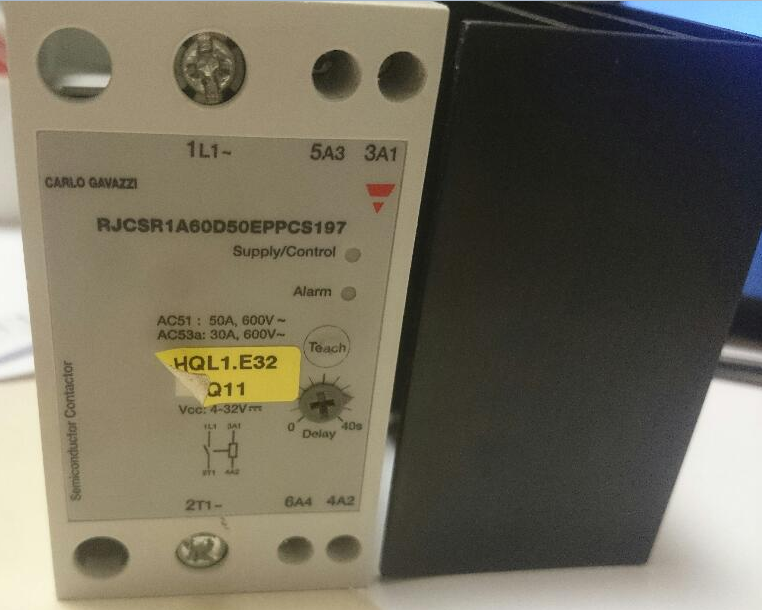 1L1~
5A3
3A1
CARLO GAVAZZI
RJCSR1A60D50EPPCS197
Supply/Control
Alarm
AC51 : 50A, 600V~
AC53a: 30A, 600V~
Teach
HQL1.E32
Q11
Vcc: 4-32V⎓
0
Delay
40s
1L1
3A1
2T1
4A2
Semiconductor Contactor
2T1~
6A4
4A2